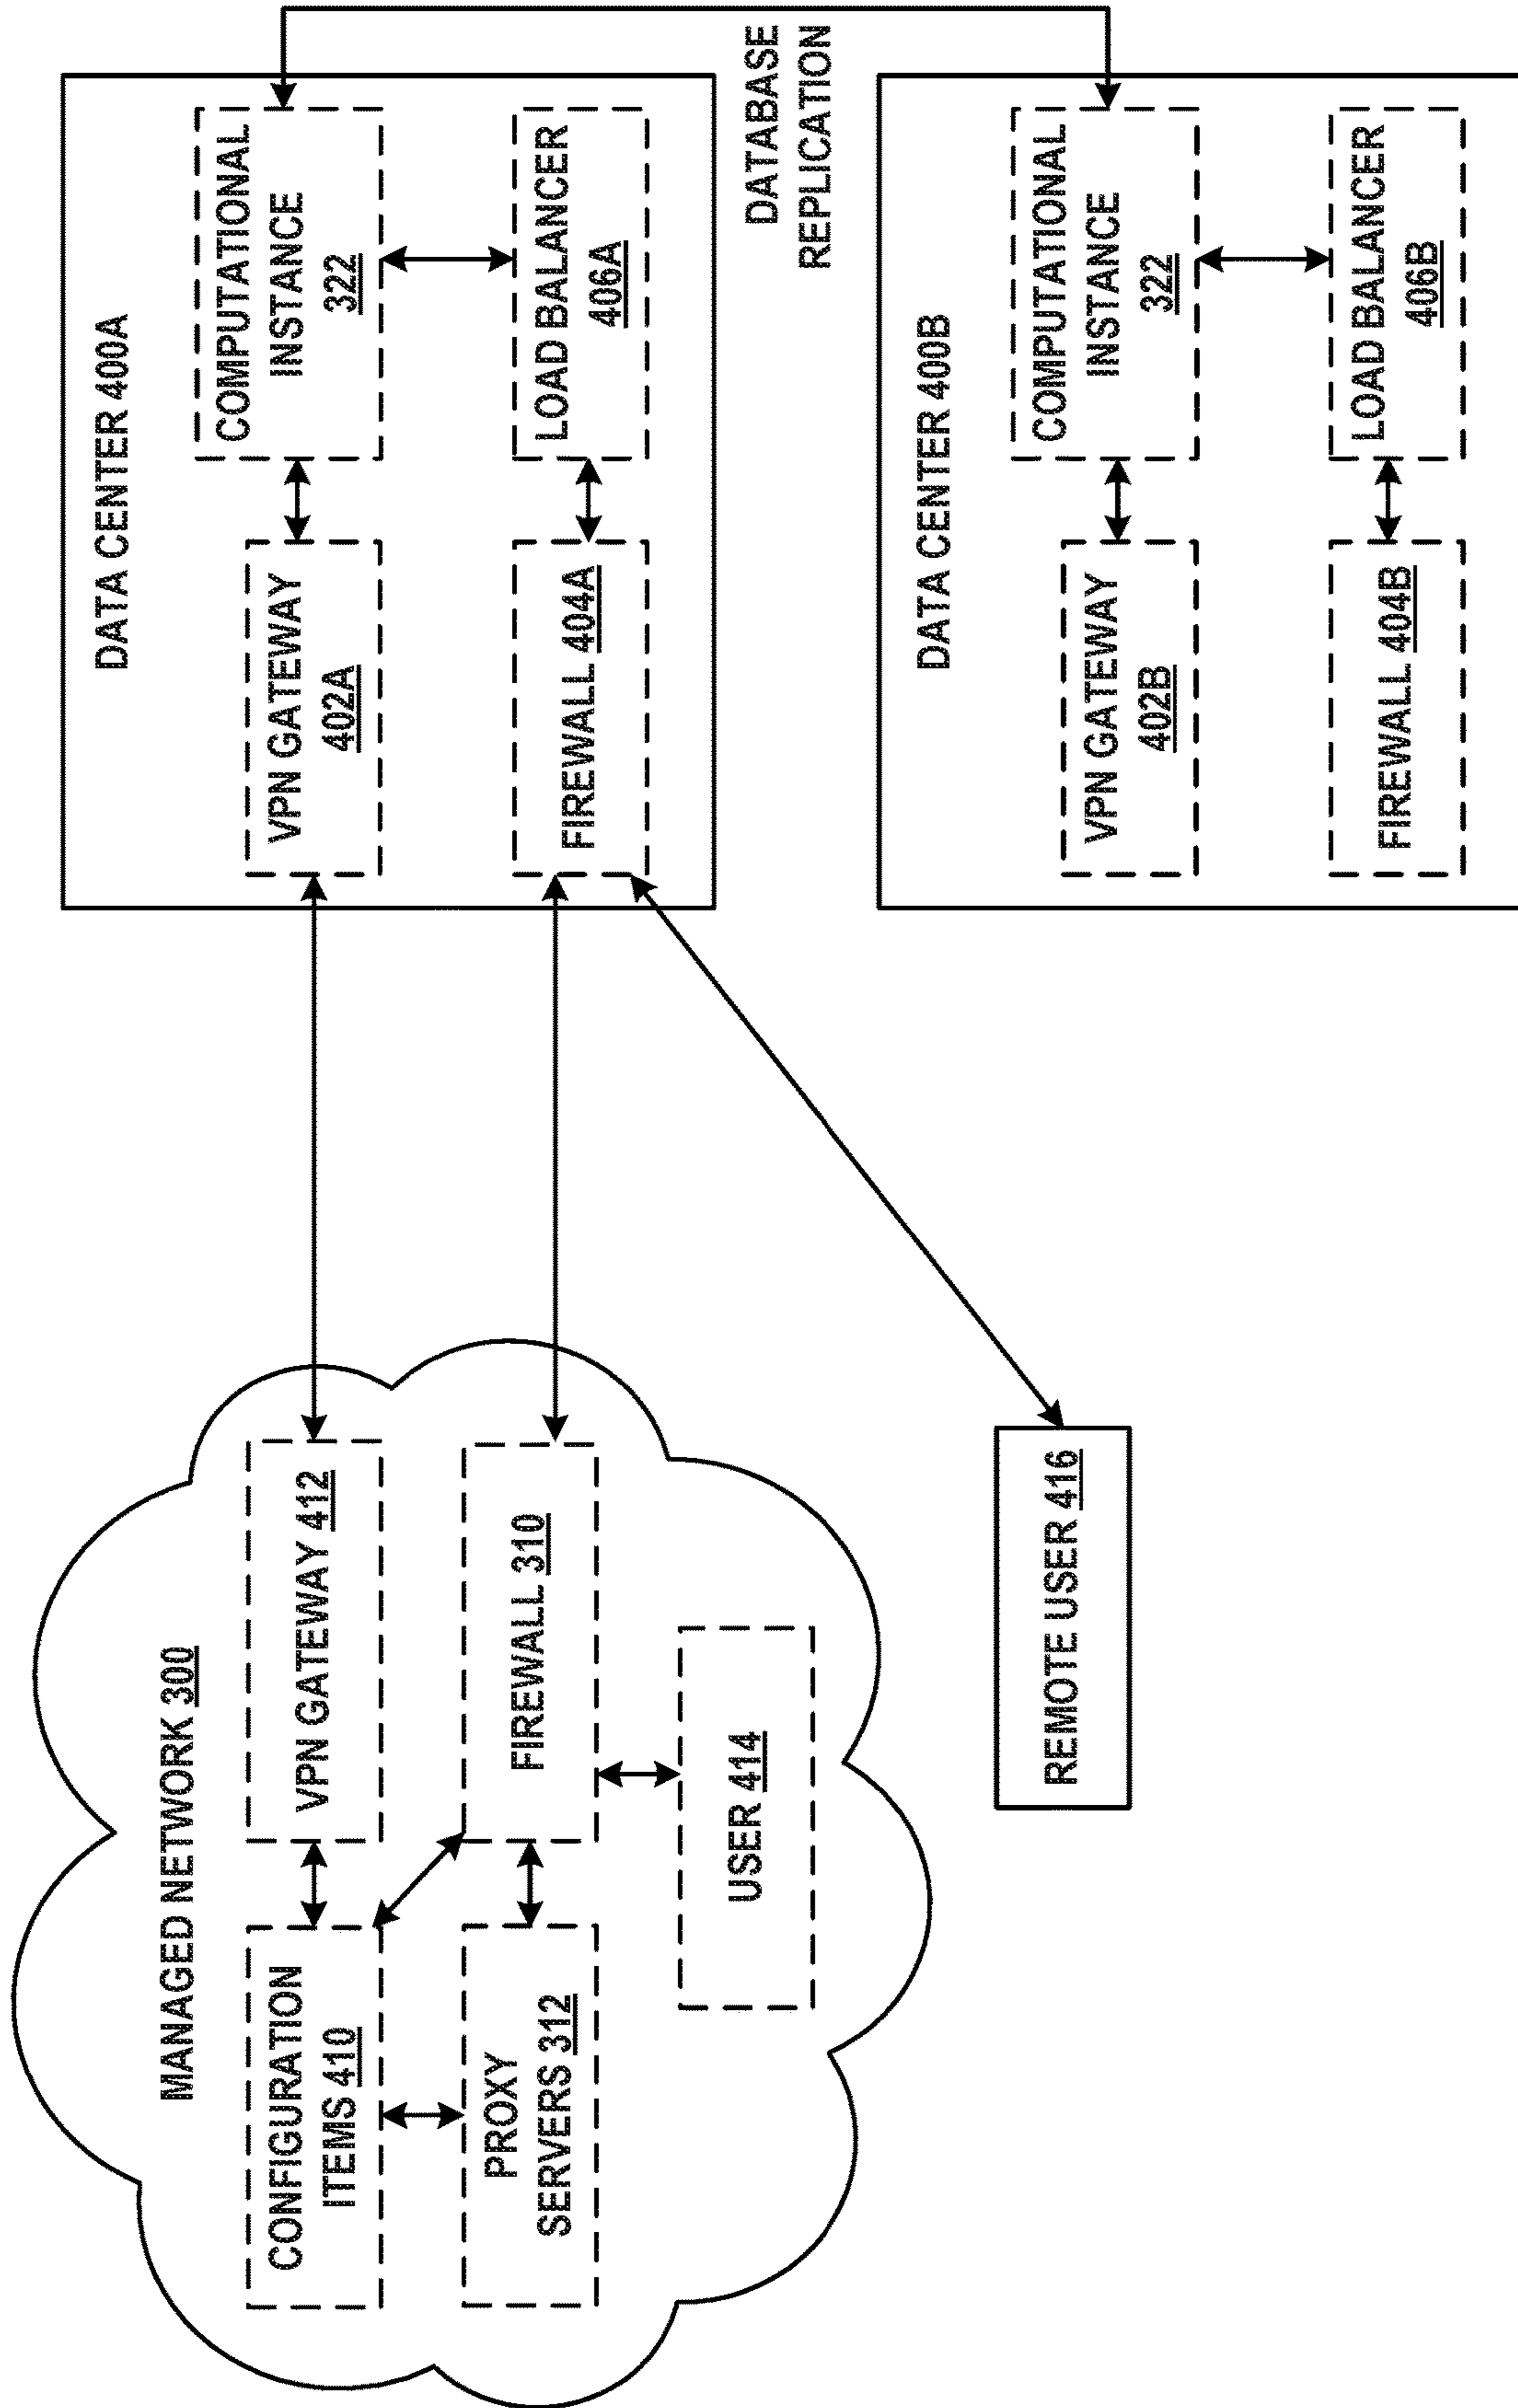 MANAGED NETWORK 300
CONFIGURATION
ITEMS 410
VPN GATEWAY 412
PROXY
SERVERS 312
FIREWALL 310
USER 414
REMOTE USER 416
DATA CENTER 400A
VPN GATEWAY
402A
COMPUTATIONAL
INSTANCE
322
FIREWALL 404A
LOAD BALANCER
406A
DATABASE
REPLICATION
DATA CENTER 400B
VPN GATEWAY
402B
COMPUTATIONAL
INSTANCE
322
FIREWALL 404B
LOAD BALANCER
406B